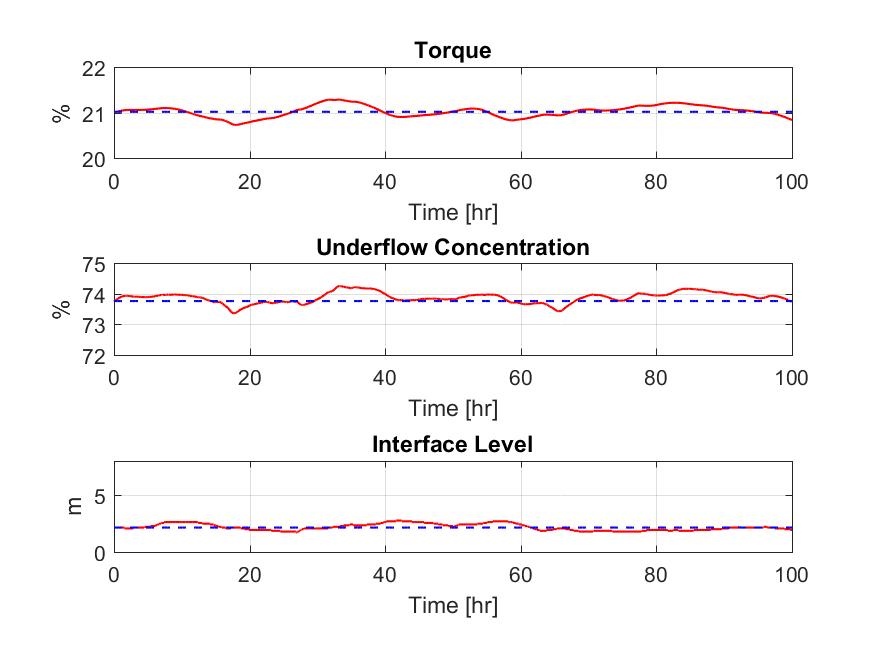 Torque
22
21
20
%
0 20 40 60 80 100
Time [hr]
Underflow Concentration
75
74
73
72
%
0 20 40 60 80 100
Time [hr]
Interface Level
5
0
m
0 20 40 60 80 100
Time [hr]